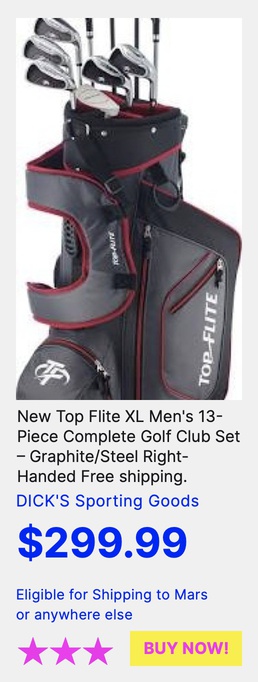 TOP-FLITE
TOP-FLITE
New Top Flite XL Men's 13-
Piece Complete Golf Club Set
– Graphite/Steel Right-
Handed Free shipping.
DICK'S Sporting Goods
$299.99
Eligible for Shipping to Mars
or anywhere else
BUY NOW!